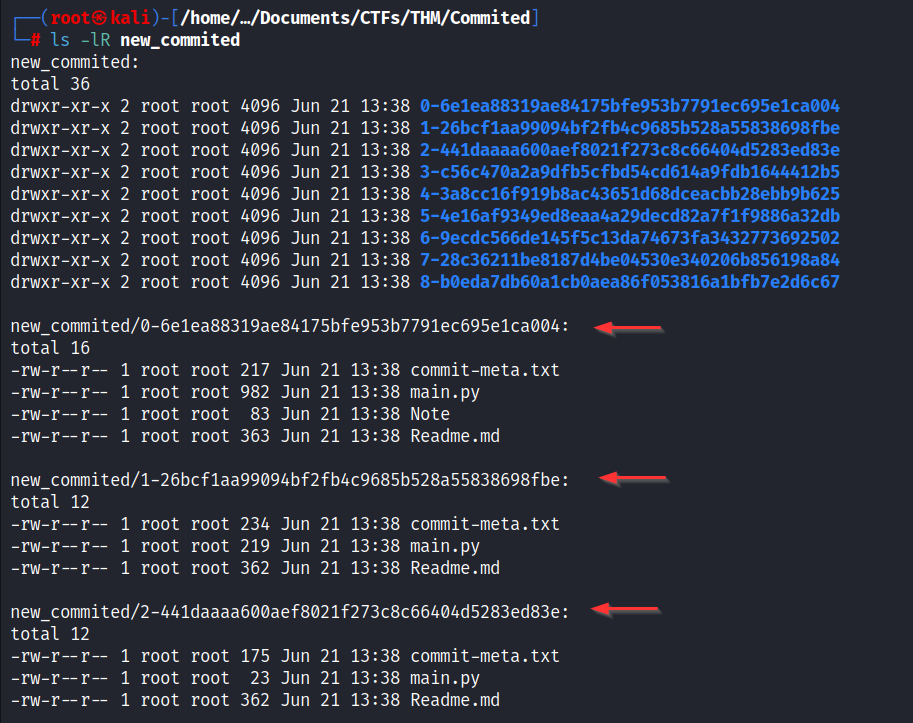 ┌──(root㉿kali)-[/home/…/Documents/CTFs/THM/Commited]
└─# ls -lR new_commited
new_commited:
total 36
drwxr-xr-x 2 root root 4096 Jun 21 13:38 0-6e1ea88319ae84175bfe953b7791ec695e1ca004
drwxr-xr-x 2 root root 4096 Jun 21 13:38 1-26bcf1aa99094bf2fb4c9685b528a55838698fbe
drwxr-xr-x 2 root root 4096 Jun 21 13:38 2-441daaaa600aef8021f273c8c66404d5283ed83e
drwxr-xr-x 2 root root 4096 Jun 21 13:38 3-c56c470a2a9dfb5cfbd54cd614a9fdb1644412b5
drwxr-xr-x 2 root root 4096 Jun 21 13:38 4-3a8cc16f919b8ac43651d68dceacbb28ebb9b625
drwxr-xr-x 2 root root 4096 Jun 21 13:38 5-4e16af9349ed8eaa4a29decd82a7f1f9886a32db
drwxr-xr-x 2 root root 4096 Jun 21 13:38 6-9ecdc566de145f5c13da74673fa3432773692502
drwxr-xr-x 2 root root 4096 Jun 21 13:38 7-28c36211be8187d4be04530e340206b856198a84
drwxr-xr-x 2 root root 4096 Jun 21 13:38 8-b0eda7db60a1cb0aea86f053816a1bfb7e2d6c67

new_commited/0-6e1ea88319ae84175bfe953b7791ec695e1ca004:
total 16
-rw-r--r-- 1 root root 217 Jun 21 13:38 commit-meta.txt
-rw-r--r-- 1 root root 982 Jun 21 13:38 main.py
-rw-r--r-- 1 root root  83 Jun 21 13:38 Note
-rw-r--r-- 1 root root 363 Jun 21 13:38 Readme.md

new_commited/1-26bcf1aa99094bf2fb4c9685b528a55838698fbe:
total 12
-rw-r--r-- 1 root root 234 Jun 21 13:38 commit-meta.txt
-rw-r--r-- 1 root root 219 Jun 21 13:38 main.py
-rw-r--r-- 1 root root 362 Jun 21 13:38 Readme.md

new_commited/2-441daaaa600aef8021f273c8c66404d5283ed83e:
total 12
-rw-r--r-- 1 root root 175 Jun 21 13:38 commit-meta.txt
-rw-r--r-- 1 root root  23 Jun 21 13:38 main.py
-rw-r--r-- 1 root root 362 Jun 21 13:38 Readme.md